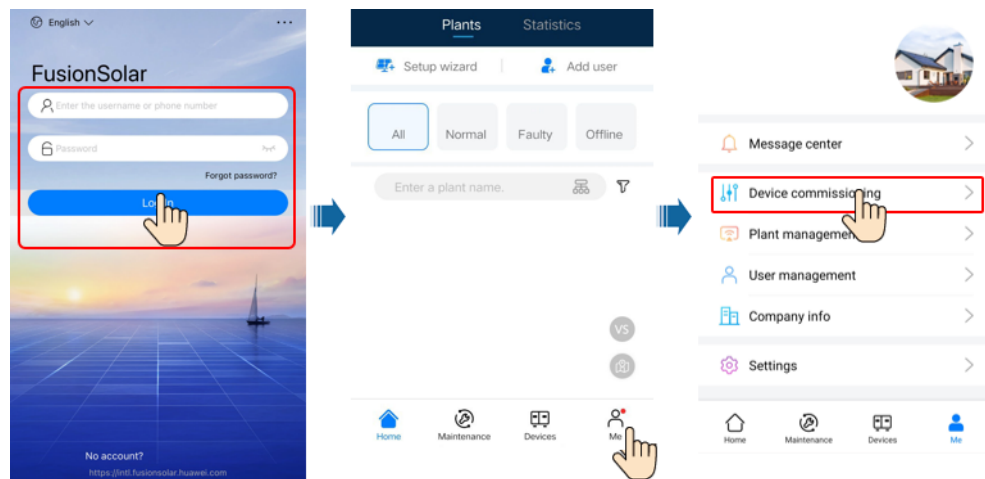 English
FusionSolar
Enter the username or phone number
Password
Forgot password?
Log In
No account?
https://intl.fusionsolar.huawei.com
Plants Statistics
Setup wizard Add user
All Normal Faulty Offline
Enter a plant name.
VS
Home Maintenance Devices Me
Message center
Device commissioning
Plant management
User management
Company info
Settings
Home Maintenance Devices Me